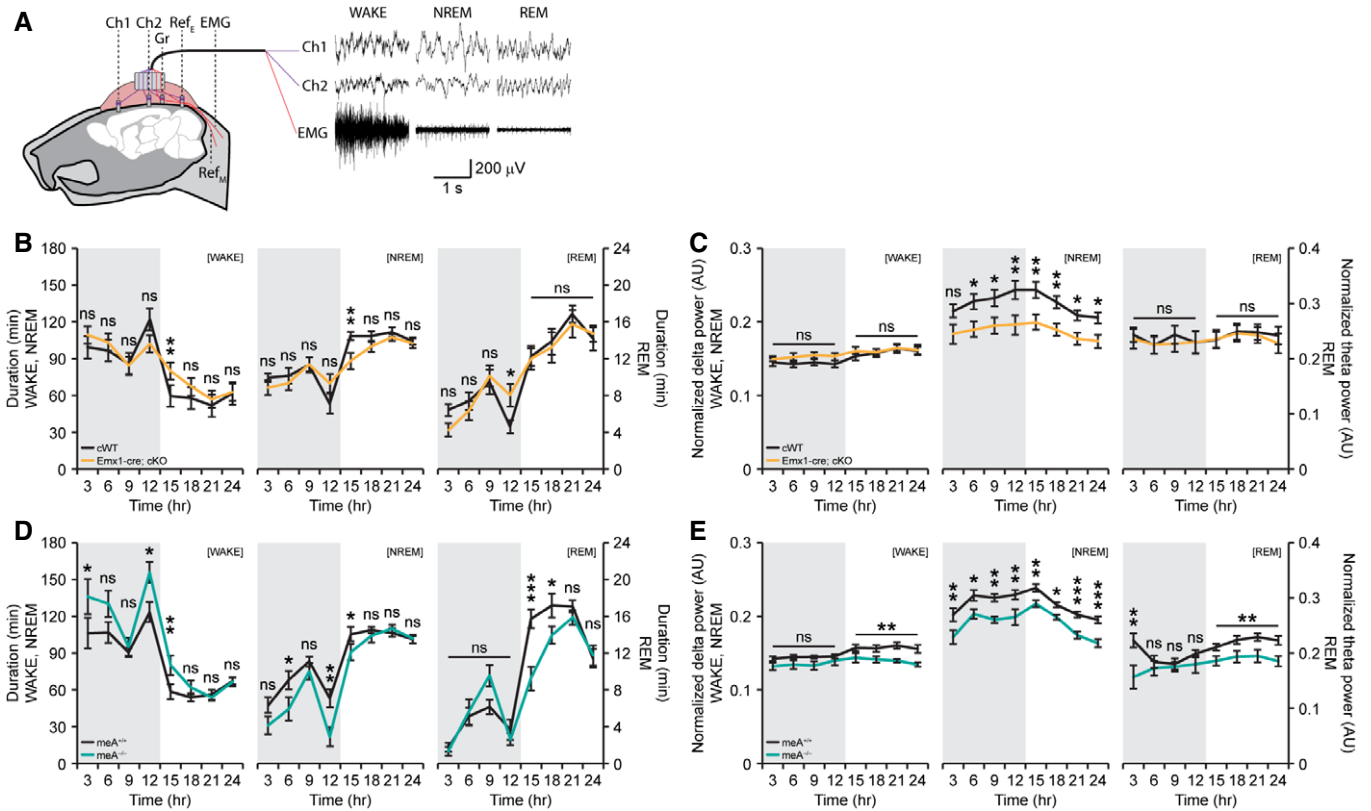 A
Ch1 Ch2 Ref_E EMG
Gr
Ref_M
WAKE NREM REM
Ch1
Ch2
EMG
200 µV
1 s
B
Duration (min)
WAKE, NREM
180
150
120
90
60
30
0
[WAKE] [NREM] [REM]
ns ns ns ns ** ns ns ns
cWT
Emx1-cre; cKO
** ns ns ns
ns ns ns * ns
24
20
16
12
8
4
0
Duration (min)
REM
3 6 9 12 15 18 21 24
3 6 9 12 15 18 21 24
3 6 9 12 15 18 21 24
Time (hr) Time (hr) Time (hr)
C
Normalized delta power (AU)
WAKE, NREM
0.3
0.2
0.1
0
[WAKE] [NREM] [REM]
ns ns
cWT
Emx1-cre; cKO
ns * * ** ** ** * *
ns ns
0.4
0.3
0.2
0.1
0
Normalized theta power (AU)
REM
3 6 9 12 15 18 21 24
3 6 9 12 15 18 21 24
3 6 9 12 15 18 21 24
Time (hr) Time (hr) Time (hr)
D
Duration (min)
WAKE, NREM
180
150
120
90
60
30
0
[WAKE] [NREM] [REM]
* ns ns * ** ns ns ns
meA+/+
meA-/-
ns * ns ** * ns ns ns
ns *** * ns ns
24
20
16
12
8
4
0
Duration (min)
REM
3 6 9 12 15 18 21 24
3 6 9 12 15 18 21 24
3 6 9 12 15 18 21 24
Time (hr) Time (hr) Time (hr)
E
Normalized delta power (AU)
WAKE, NREM
0.3
0.2
0.1
0
[WAKE] [NREM] [REM]
ns **
meA+/+
meA-/-
** * ** ** ** * *** ***
** ns ns ns **
0.4
0.3
0.2
0.1
0
Normalized theta power (AU)
REM
3 6 9 12 15 18 21 24
3 6 9 12 15 18 21 24
3 6 9 12 15 18 21 24
Time (hr) Time (hr) Time (hr)